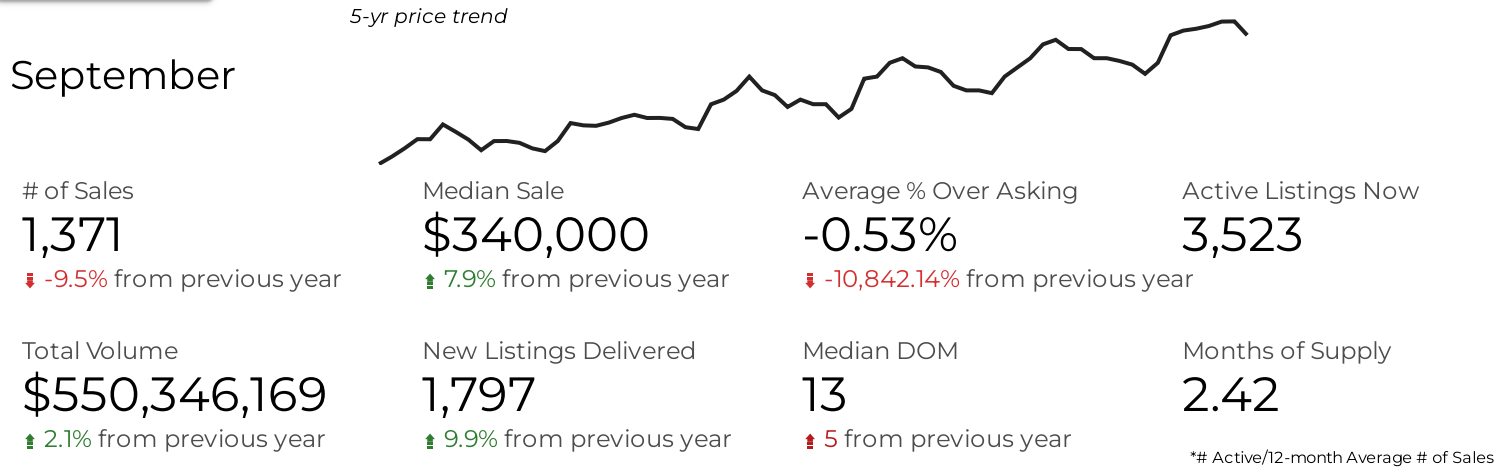 5-yr price trend
September
# of Sales
1,371
-9.5% from previous year
Median Sale
$340,000
7.9% from previous year
Average % Over Asking
-0.53%
-10,842.14% from previous year
Active Listings Now
3,523
Total Volume
$550,346,169
2.1% from previous year
New Listings Delivered
1,797
9.9% from previous year
Median DOM
13
5 from previous year
Months of Supply
2.42
*# Active/12-month Average # of Sales